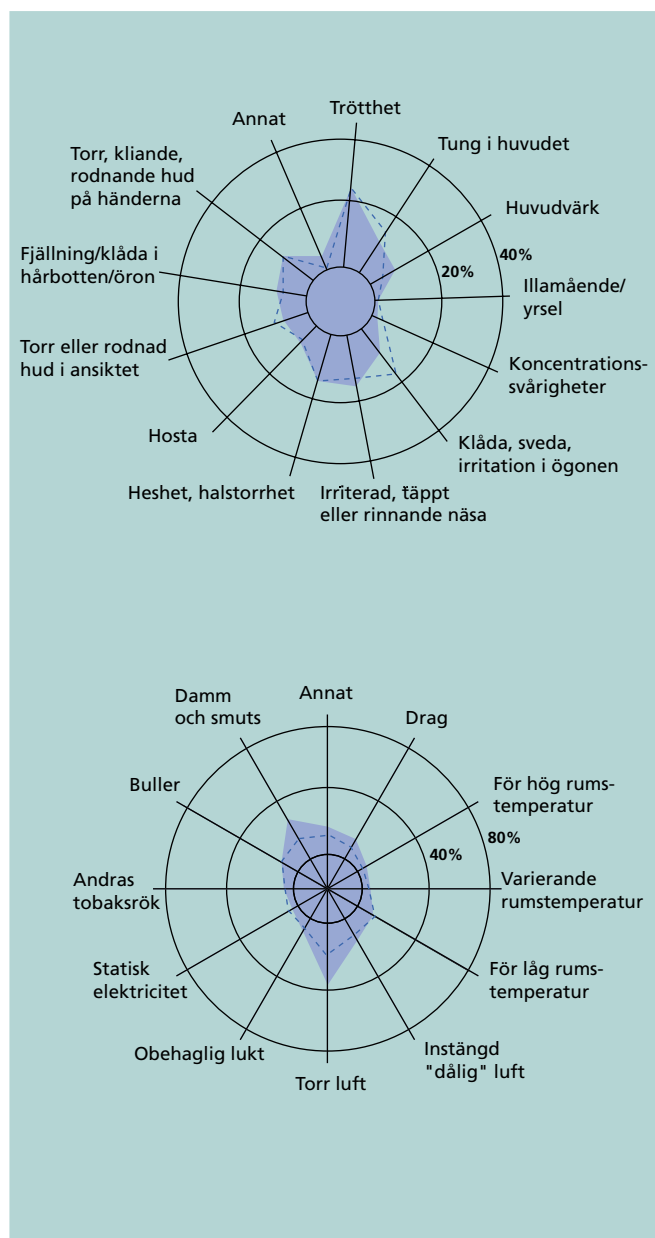 Trötthet
Annat
Tung i huvudet
Torr, kliande,
rodnande hud
på händerna
Huvudvärk
Fjällning/klåda i
hårbotten/öron
40%
20%
Illamående/
yrsel
Torr eller rodnad
hud i ansiktet
Koncentrations-
svårigheter
Hosta
Klåda, sveda,
irritation i ögonen
Heshet, halstorrhet
Irriterad, täppt
eller rinnande näsa
Annat
Damm
och smuts
Drag
Buller
För hög rums-
temperatur
80%
40%
Andras
tobaksrök
Varierande
rumstemperatur
Statisk
elektricitet
För låg rums-
temperatur
Obehaglig lukt
Instängd
"dålig" luft
Torr luft